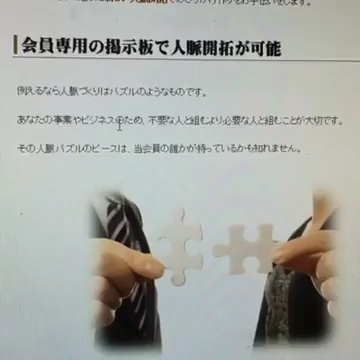 会員専用の掲示板で人脈開拓が可能
例えるなら人脈づくりはパズルのようなものです。
あなたの事業やビジネスのため、不要な人と組むより必要な人と組むことが大切です。
その人脈パズルのピースは、当会員の誰かが持っているかも知れません。